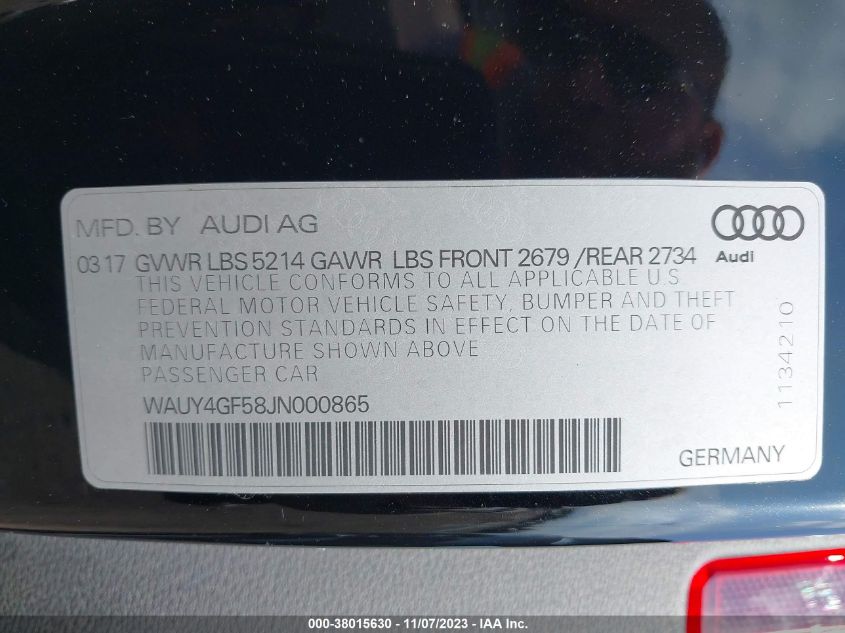 MFD. BY AUDI AG
Audi
0317 GVWR LBS 5214 GAWR LBS FRONT 2679 /REAR 2734
THIS VEHICLE CONFORMS TO ALL APPLICABLE U.S.
FEDERAL MOTOR VEHICLE SAFETY, BUMPER AND THEFT
PREVENTION STANDARDS IN EFFECT ON THE DATE OF
MANUFACTURE SHOWN ABOVE
PASSENGER CAR
WAUY4GF58JN000865
1134210
GERMANY
000-38015630 - 11/07/2023 - IAA Inc.